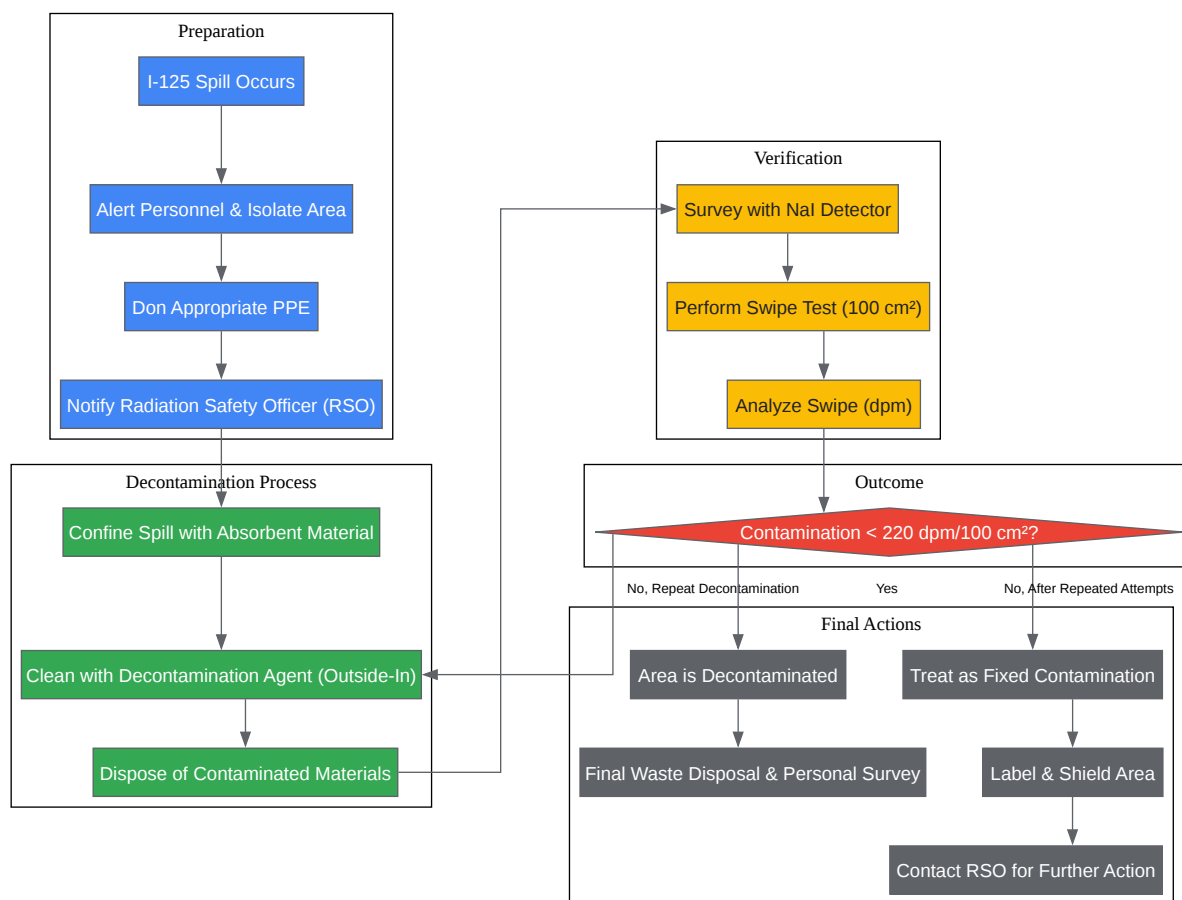 Preparation
I-125 Spill Occurs
Alert Personnel & Isolate Area
Don Appropriate PPE
Notify Radiation Safety Officer (RSO)
Decontamination Process
Confine Spill with Absorbent Material
Clean with Decontamination Agent (Outside-In)
Dispose of Contaminated Materials
Verification
Survey with NaI Detector
Perform Swipe Test (100 cm²)
Analyze Swipe (dpm)
Outcome
Contamination < 220 dpm/100 cm²?
No, Repeat Decontamination
Yes
No, After Repeated Attempts
Final Actions
Area is Decontaminated
Treat as Fixed Contamination
Final Waste Disposal & Personal Survey
Label & Shield Area
Contact RSO for Further Action